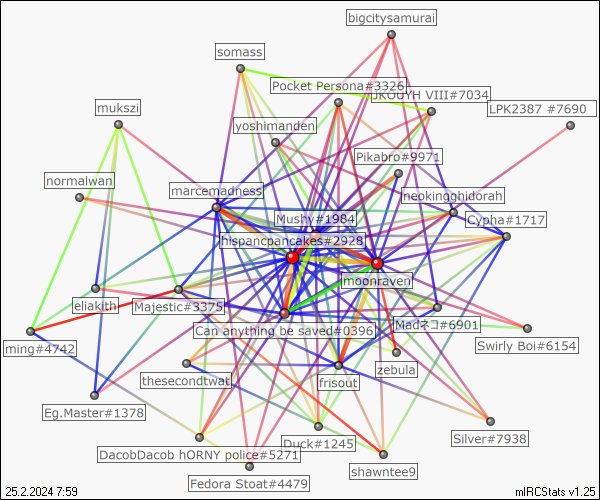 bigcitysamurai
somass
Pocket Persona#3326
JKOUYH VIII#7034
LPK2387 #7690
mukszi
yoshimanden
Pikabro#9971
normalwan
marcemadness
neokingghidorah
Mushy#1984
Cypha#1717
hispancpancakes#2928
moonraven
eliakith
Majestic#3375
Can anything be saved#0396
Madネコ#6901
ming#4742
Swirly Boi#6154
zebula
thesecondtwat
frisout
Eg.Master#1378
Silver#7938
Duck#1245
DacobDacob hORNY police#5271
shawntee9
Fedora Stoat#4479
25.2.2024 7:59
mIRCStats v1.25